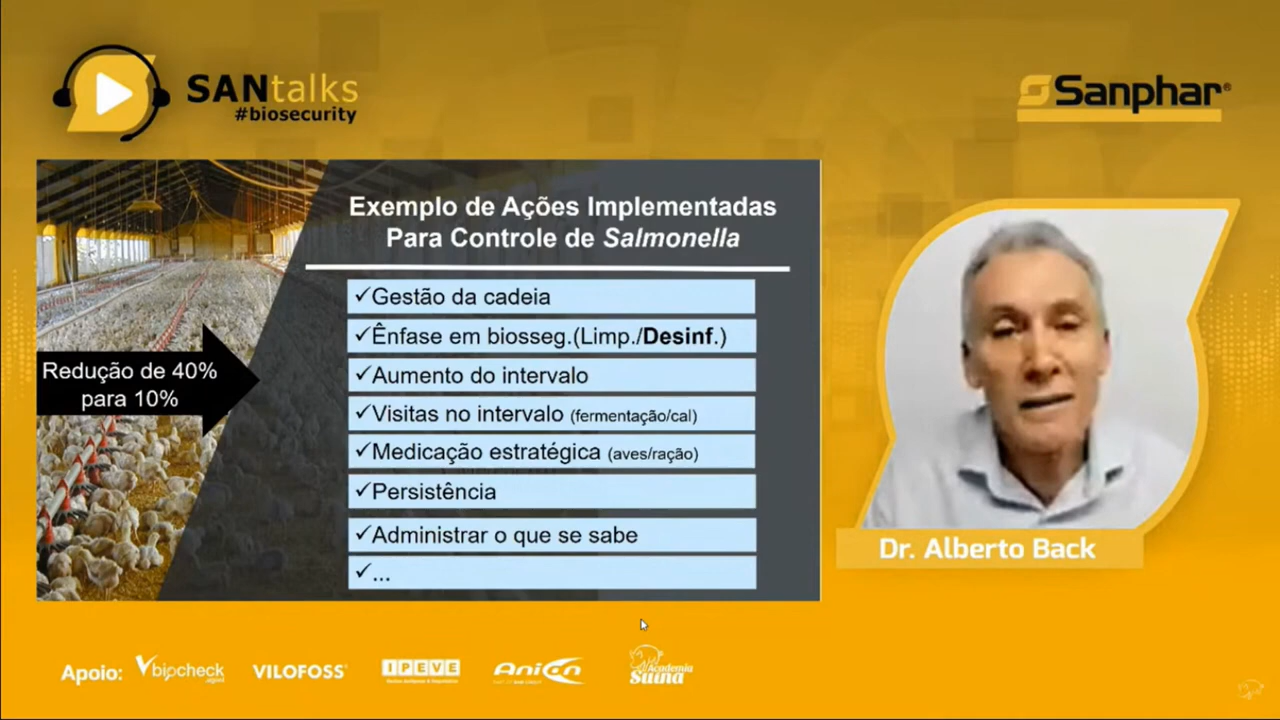 SANtalks
#biosecurity
Sanphar®
Exemplo de Ações Implementadas
Para Controle de Salmonella
✓Gestão da cadeia
✓Ênfase em biosseg.(Limp./Desinf.)
✓Aumento do intervalo
✓Visitas no intervalo (fermentação/cal)
✓Medicação estratégica (aves/ração)
✓Persistência
✓Administrar o que se sabe
✓...
Redução de 40%
para 10%
Dr. Alberto Back
Apoio:
biocheck
VILOFOSS
IPEVE
Anicon
Academia
Suína